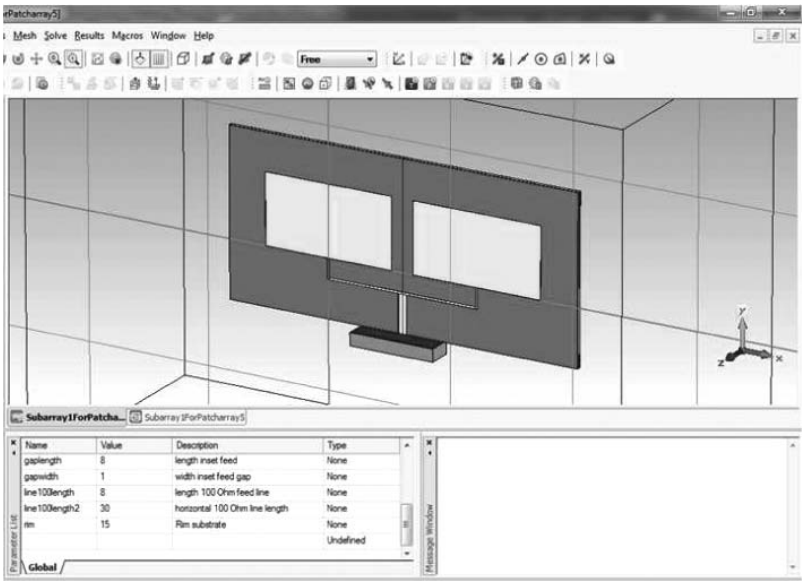 rPatcharray5]
Mesh Solve Results Macros Window Help
Free
y
x
z
Subarray1ForPatcha... Subarray1ForPatcharray5
Name Value Description Type
gaplength 8 length inset feed None
gapwidth 1 width inset feed gap None
line100length 8 length 100 Ohm feed line None
line100length2 30 horizontal 100 Ohm line length None
rim 15 Rim substrate None
Undefined
Global
Parameter List
Message Window